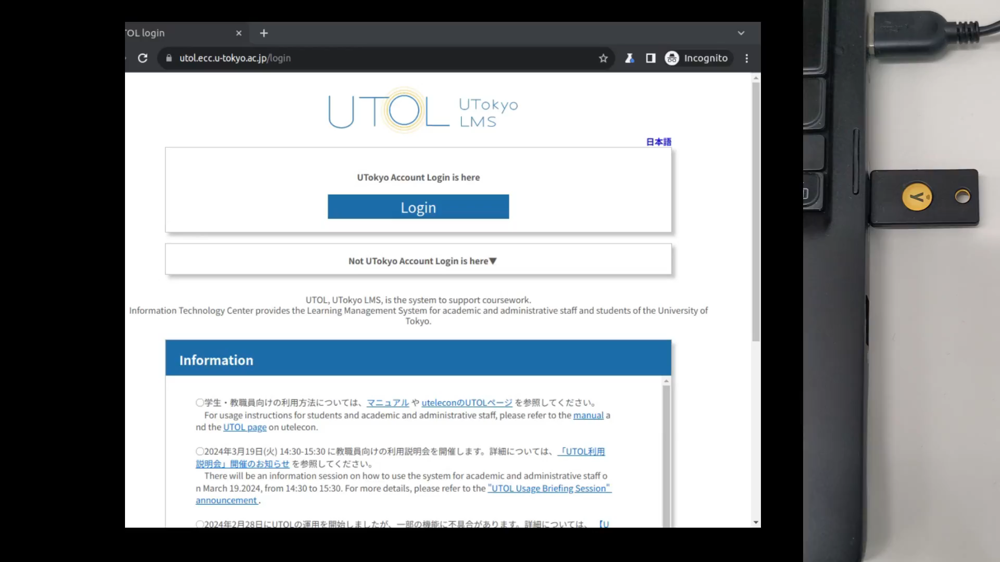 TOL login
utol.ecc.u-tokyo.ac.jp/login
Incognito
UTOL UTokyo
LMS
日本語
UTokyo Account Login is here
Login
Not UTokyo Account Login is here▼
UTOL, UTokyo LMS, is the system to support coursework.
Information Technology Center provides the Learning Management System for academic and administrative staff and students of the University of
Tokyo.
Information
〇学生・教職員向けの利用方法については、マニュアル や uteleconのUTOLページ を参照してください。
For usage instructions for students and academic and administrative staff, please refer to the manual a
nd the UTOL page on utelecon.
〇2024年3月19日(火) 14:30-15:30 に教職員向けの利用説明会を開催します。詳細については、「UTOL利用
説明会」開催のお知らせ を参照してください。
There will be an information session on how to use the system for academic and administrative staff o
n March 19.2024, from 14:30 to 15:30. For more details, please refer to the "UTOL Usage Briefing Session"
announcement .
〇2024年2月28日にUTOLの運用を開始しましたが、一部の機能に不具合があります。詳細については、【U
y